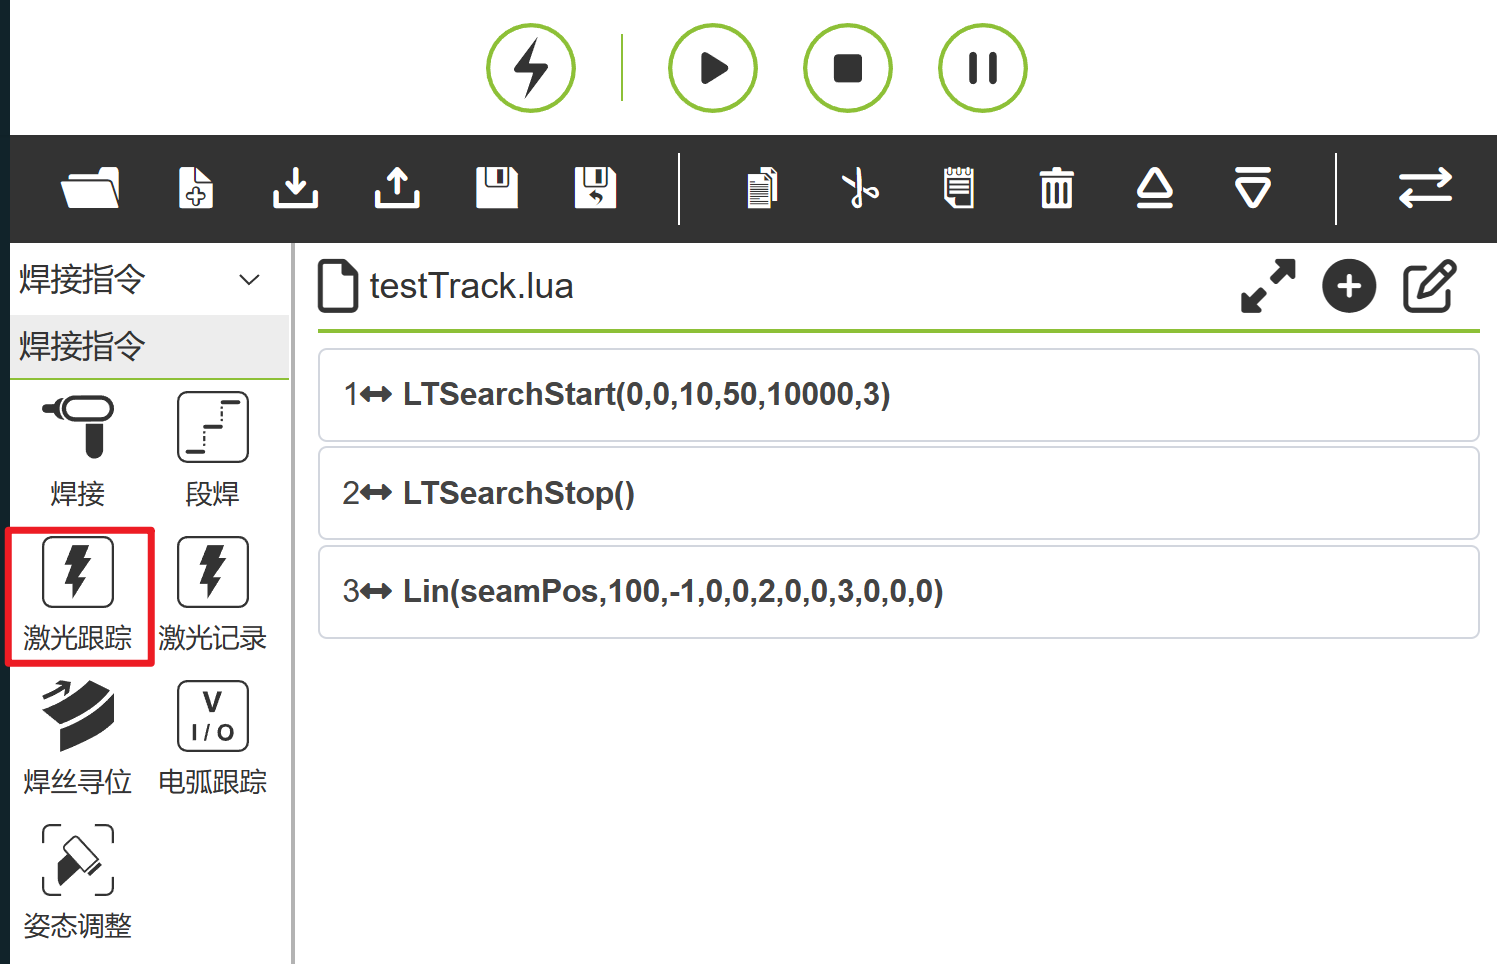 焊接指令
焊接指令
焊接
段焊
激光跟踪
激光记录
焊丝寻位
V
I / O
电弧跟踪
姿态调整
testTrack.lua
1 LTSearchStart(0,0,10,50,10000,3)
2 LTSearchStop()
3 Lin(seamPos,100,-1,0,0,2,0,0,3,0,0,0)